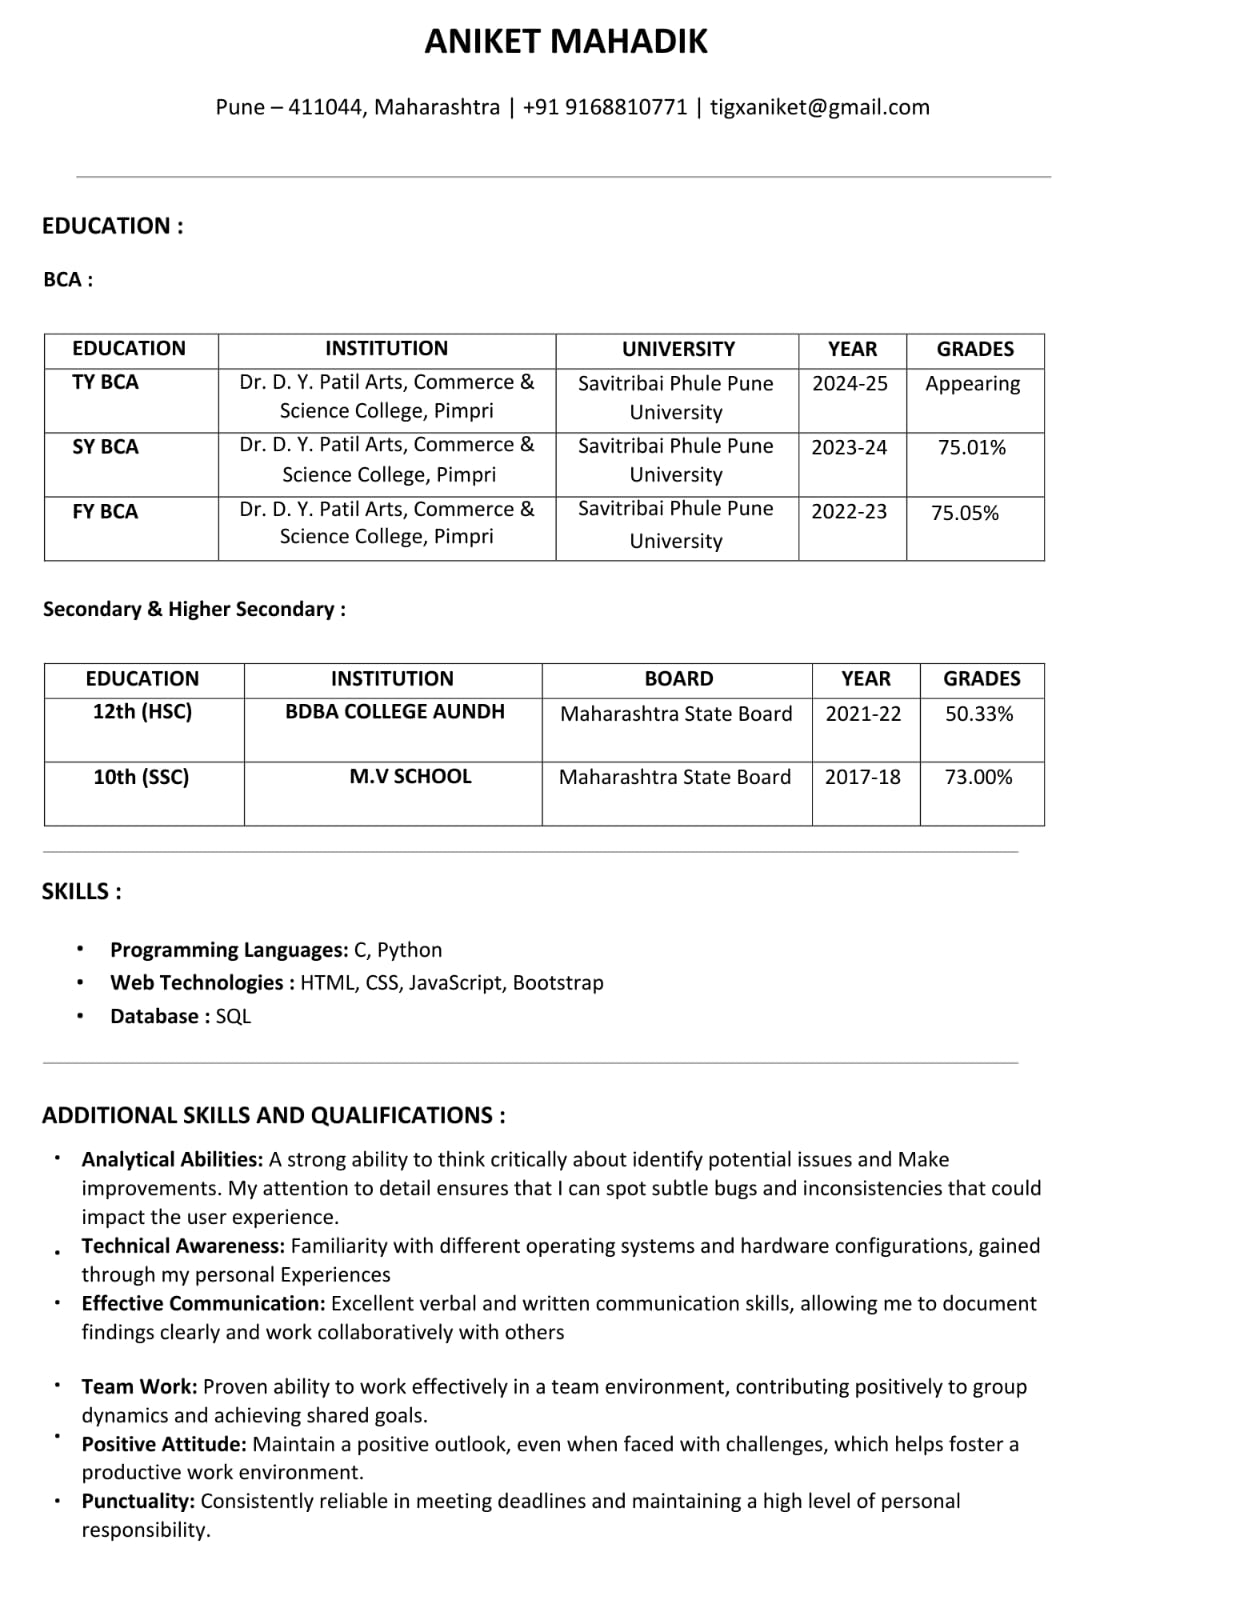 ANIKET MAHADIK
Pune – 411044, Maharashtra | +91 9168810771 | tigxaniket@gmail.com
EDUCATION :
BCA :
EDUCATION INSTITUTION UNIVERSITY YEAR GRADES
TY BCA Dr. D. Y. Patil Arts, Commerce & Savitribai Phule Pune 2024-25 Appearing
Science College, Pimpri University
SY BCA Dr. D. Y. Patil Arts, Commerce & Savitribai Phule Pune 2023-24 75.01%
Science College, Pimpri University
FY BCA Dr. D. Y. Patil Arts, Commerce & Savitribai Phule Pune 2022-23 75.05%
Science College, Pimpri University
Secondary & Higher Secondary :
EDUCATION INSTITUTION BOARD YEAR GRADES
12th (HSC) BDBA COLLEGE AUNDH Maharashtra State Board 2021-22 50.33%
10th (SSC) M.V SCHOOL Maharashtra State Board 2017-18 73.00%
SKILLS :
• Programming Languages: C, Python
• Web Technologies : HTML, CSS, JavaScript, Bootstrap
• Database : SQL
ADDITIONAL SKILLS AND QUALIFICATIONS :
• Analytical Abilities: A strong ability to think critically about identify potential issues and Make
improvements. My attention to detail ensures that I can spot subtle bugs and inconsistencies that could
impact the user experience.
• Technical Awareness: Familiarity with different operating systems and hardware configurations, gained
through my personal Experiences
• Effective Communication: Excellent verbal and written communication skills, allowing me to document
findings clearly and work collaboratively with others
• Team Work: Proven ability to work effectively in a team environment, contributing positively to group
dynamics and achieving shared goals.
• Positive Attitude: Maintain a positive outlook, even when faced with challenges, which helps foster a
productive work environment.
• Punctuality: Consistently reliable in meeting deadlines and maintaining a high level of personal
responsibility.